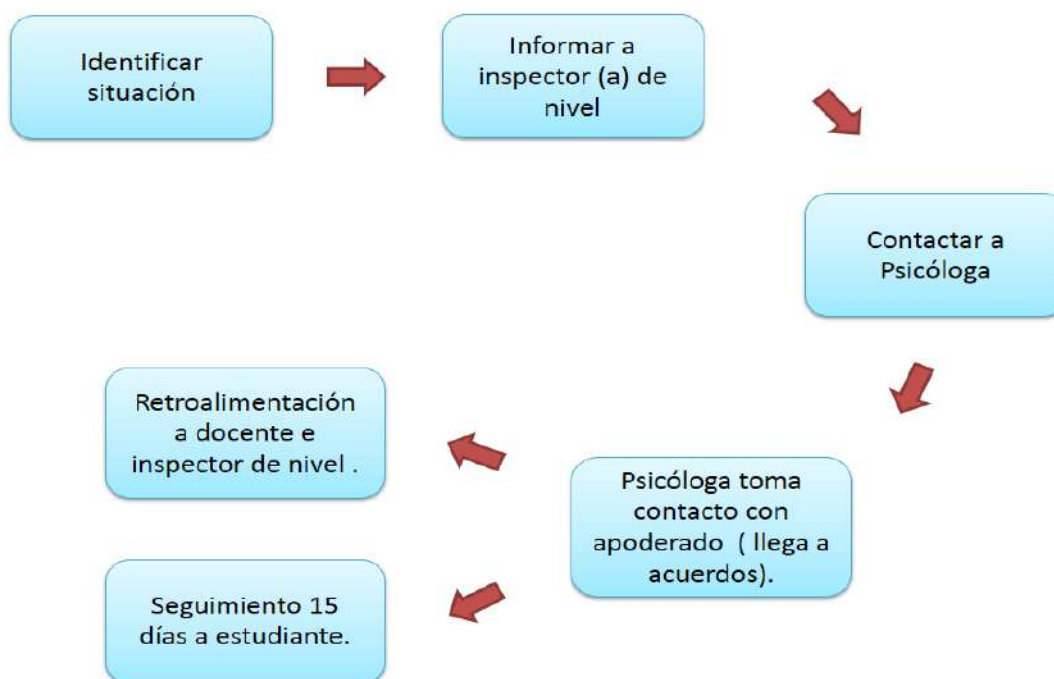 Identificar
situación
Informar a
inspector (a) de
nivel
Contactar a
Psicóloga
Psicóloga toma
contacto con
apoderado ( llega a
acuerdos).
Retroalimentación
a docente e
inspector de nivel .
Seguimiento 15
días a estudiante.